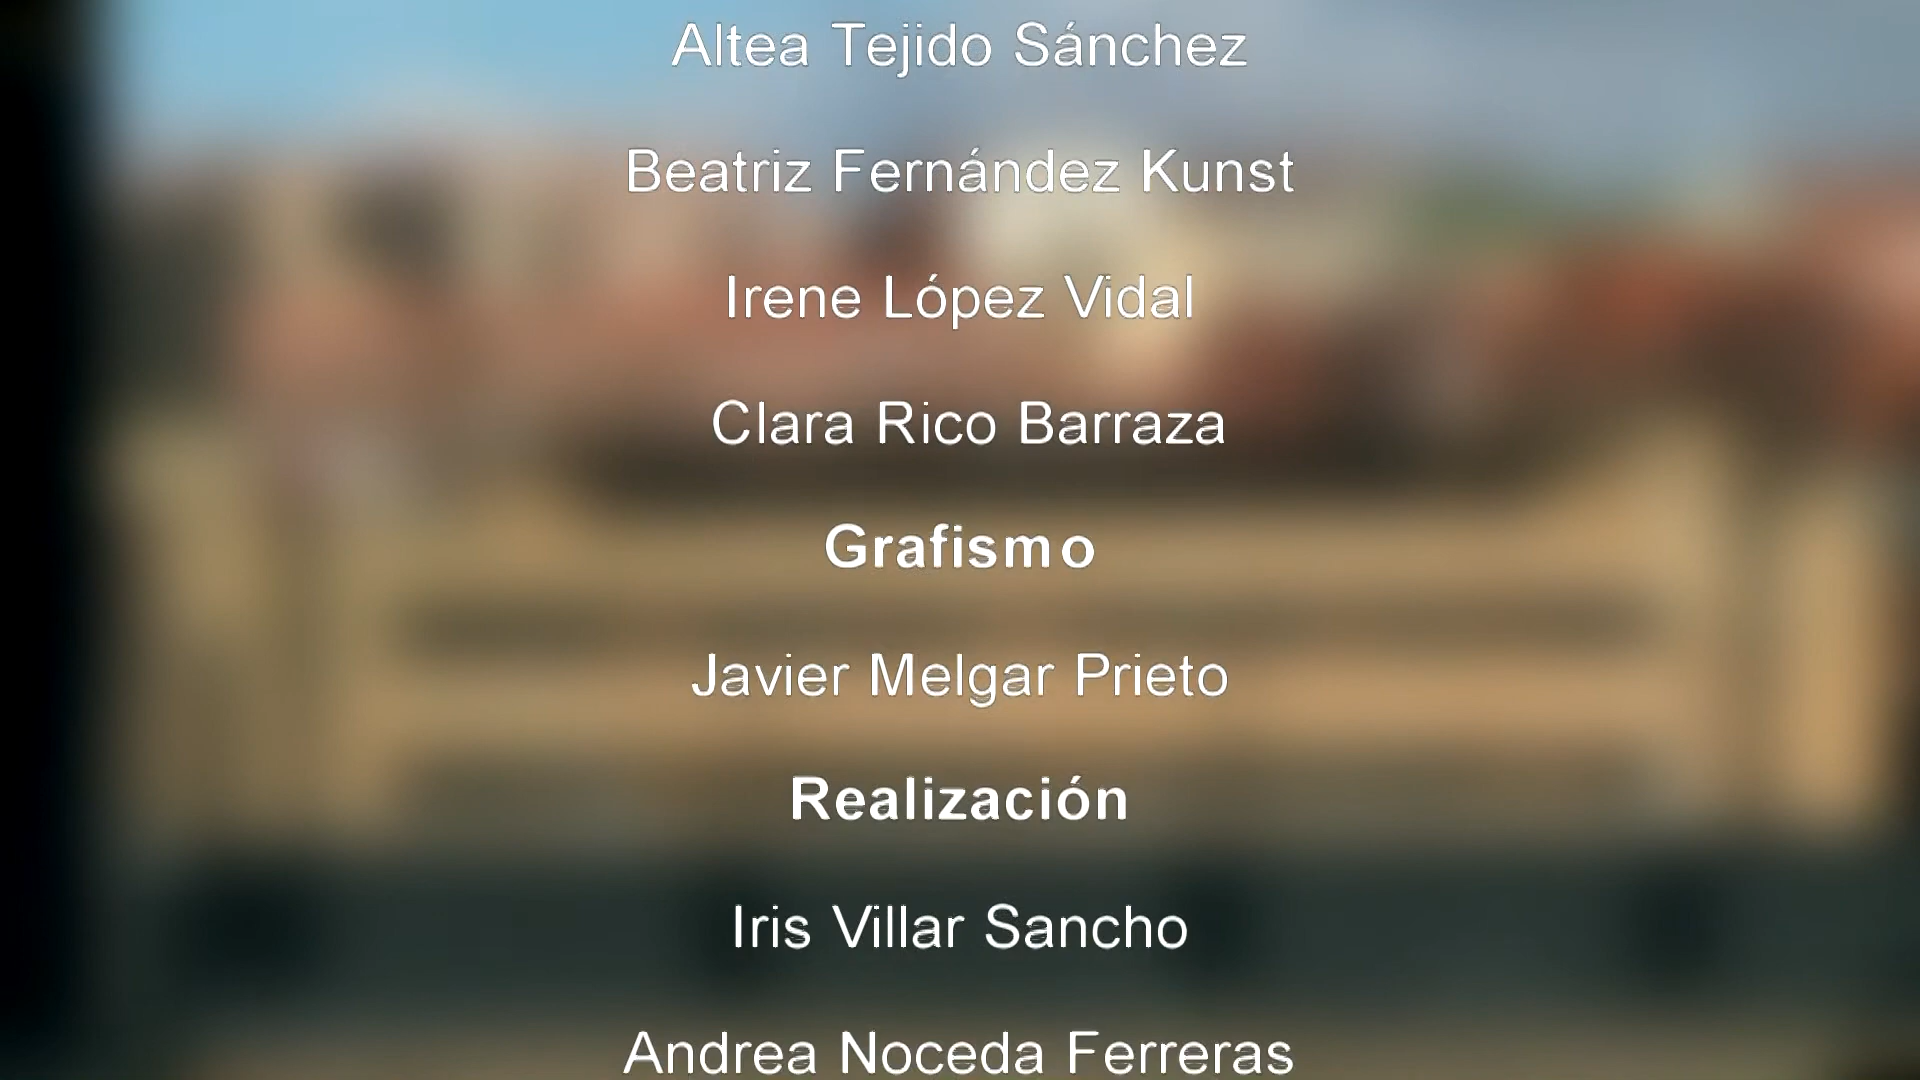 Altea Tejido Sánchez
Beatriz Fernández Kunst
Irene López Vidal
Clara Rico Barraza
Grafismo
Javier Melgar Prieto
Realización
Iris Villar Sancho
Andrea Noceda Ferreras